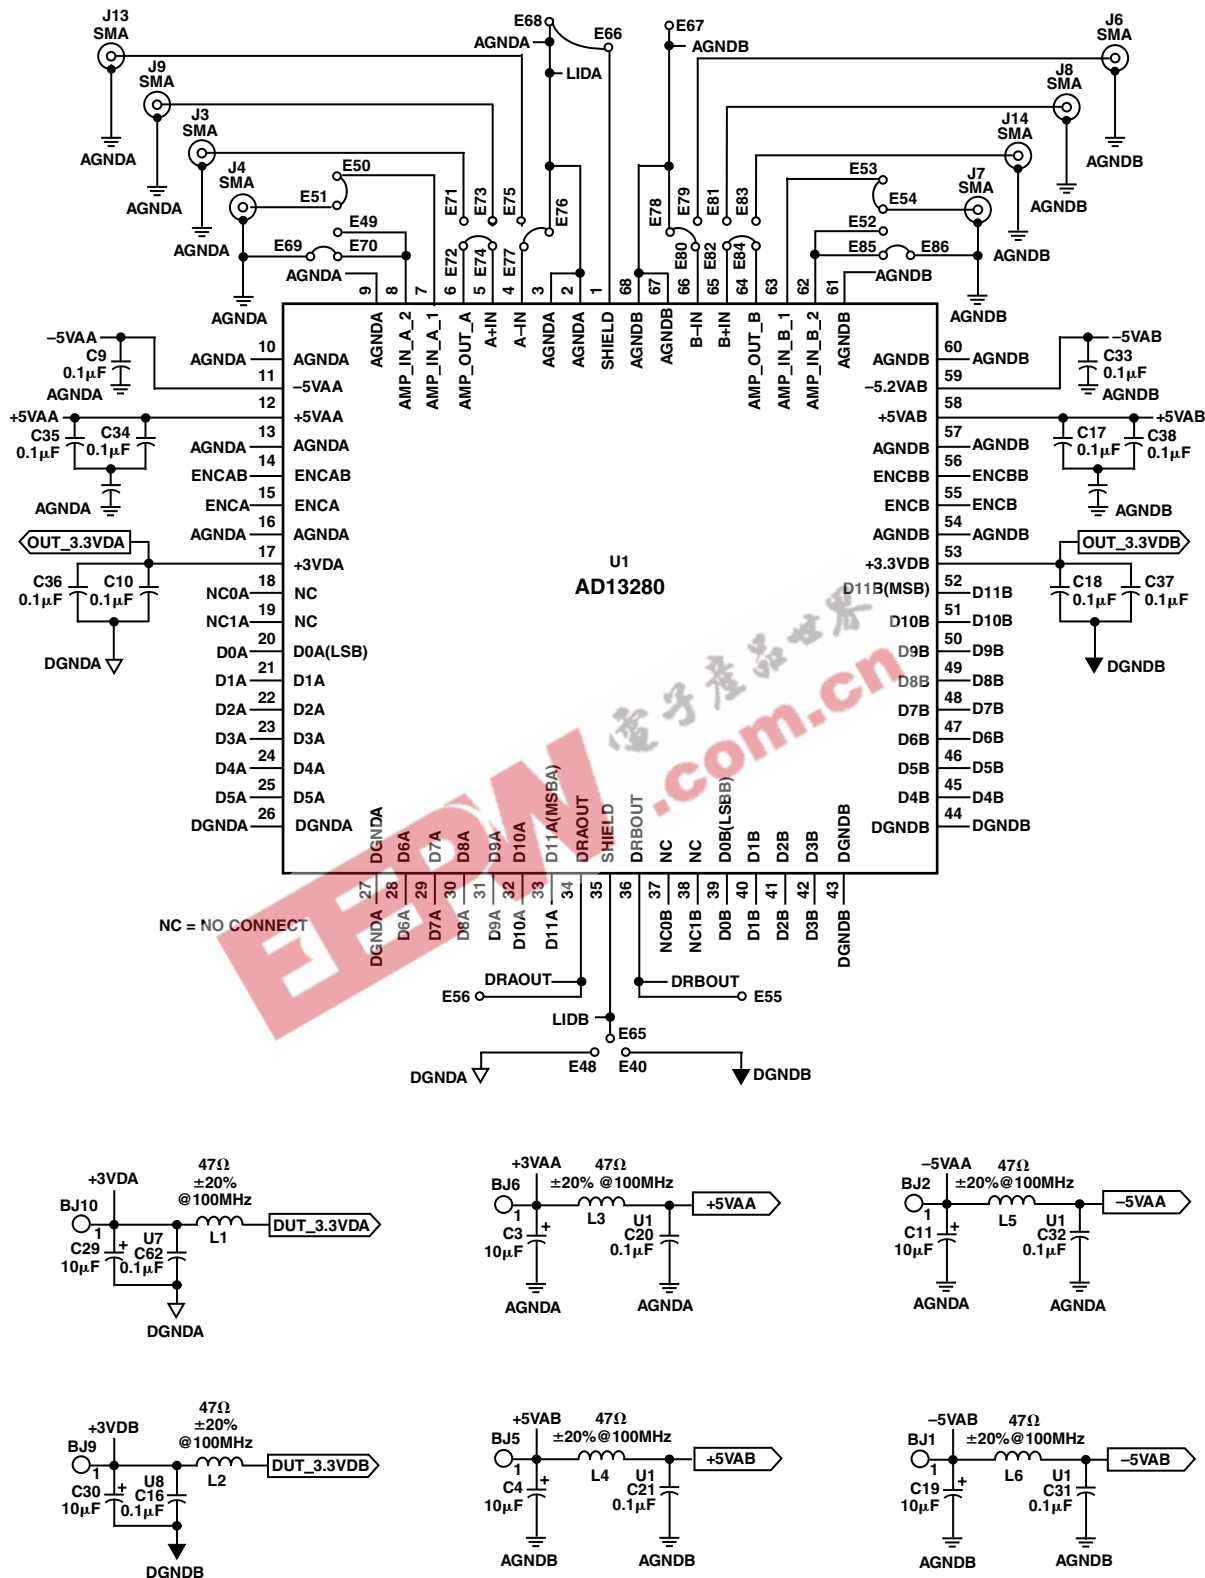 J13
SMA
J9
SMA
J3
SMA
J4
SMA
AGNDA
AGNDA
AGNDA
AGNDA
E50
E51
E49
E69
E70
AGNDA
E68
E66
AGNDA
LIDA
E71
E73
E75
E76
E72
E74
E77
E67
AGNDB
E78
E79
E81
E83
E80
E82
E84
E53
E54
E52
E85
E86
AGNDB
J6
SMA
J8
SMA
J14
SMA
J7
SMA
AGNDB
AGNDB
AGNDB
AGNDB
9
8
7
6
5
4
3
2
1
68
67
66
65
64
63
62
61
AGNDA
AMP_IN_A_2
AMP_IN_A_1
AMP_OUT_A
A+IN
A–IN
AGNDA
AGNDA
SHIELD
AGNDB
AGNDB
B–IN
B+IN
AMP_OUT_B
AMP_IN_B_1
AMP_IN_B_2
AGNDB
–5VAA
C9
0.1µF
AGNDA
+5VAA
C35
0.1µF
C34
0.1µF
AGNDA
OUT_3.3VDA
C36
0.1µF
C10
0.1µF
DGNDA
AGNDA 10 AGNDA
11 –5VAA
12 +5VAA
AGNDA 13 AGNDA
ENCAB 14 ENCAB
ENCA 15 ENCA
AGNDA 16 AGNDA
17 +3VDA
NC0A 18 NC
NC1A 19 NC
D0A 20 D0A(LSB)
D1A 21 D1A
D2A 22 D2A
D3A 23 D3A
D4A 24 D4A
D5A 25 D5A
DGNDA 26 DGNDA
U1
AD13280
AGNDB 60 AGNDB
–5.2VAB 59
+5VAB 58
AGNDB 57 AGNDB
ENCBB 56 ENCBB
ENCB 55 ENCB
AGNDB 54 AGNDB
+3.3VDB 53
D11B(MSB) 52 D11B
D10B 51 D10B
D9B 50 D9B
D8B 49 D8B
D7B 48 D7B
D6B 47 D6B
D5B 46 D5B
D4B 45 D4B
DGNDB 44 DGNDB
–5VAB
C33
0.1µF
AGNDB
+5VAB
C17
0.1µF
C38
0.1µF
AGNDB
OUT_3.3VDB
C18
0.1µF
C37
0.1µF
DGNDB
電子產品世界
EEPW
.com.cn
DGNDA
D6A
D7A
D8A
D9A
D10A
D11A(MSBA)
DRAOUT
SHIELD
DRBOUT
NC
NC
D0B(LSBB)
D1B
D2B
D3B
DGNDB
27
28
29
30
31
32
33
34
35
36
37
38
39
40
41
42
43
DGNDA
D6A
D7A
D8A
D9A
D10A
D11A
NC0B
NC1B
D0B
D1B
D2B
D3B
DGNDB
NC = NO CONNECT
DRAOUT
E56
DRBOUT
E55
LIDB
E65
E48
E40
DGNDA
DGNDB
+3VDA
47Ω
±20%
@100MHz
BJ10
1
L1
DUT_3.3VDA
C29
10µF
+
U7
C62
0.1µF
DGNDA
+3VAA
47Ω
±20% @100MHz
BJ6
1
L3
+5VAA
C3
10µF
+
U1
C20
0.1µF
AGNDA
AGNDA
–5VAA
47Ω
±20%@100MHz
BJ2
1
L5
–5VAA
C11
10µF
+
U1
C32
0.1µF
AGNDA
AGNDA
+3VDB
47Ω
±20%
@100MHz
BJ9
1
L2
DUT_3.3VDB
C30
10µF
+
U8
C16
0.1µF
DGNDB
+5VAB
47Ω
±20%@100MHz
BJ5
1
L4
+5VAB
C4
10µF
+
U1
C21
0.1µF
AGNDB
AGNDB
–5VAB
47Ω
±20%@100MHz
BJ1
1
L6
–5VAB
C19
10µF
+
U1
C31
0.1µF
AGNDB
AGNDB